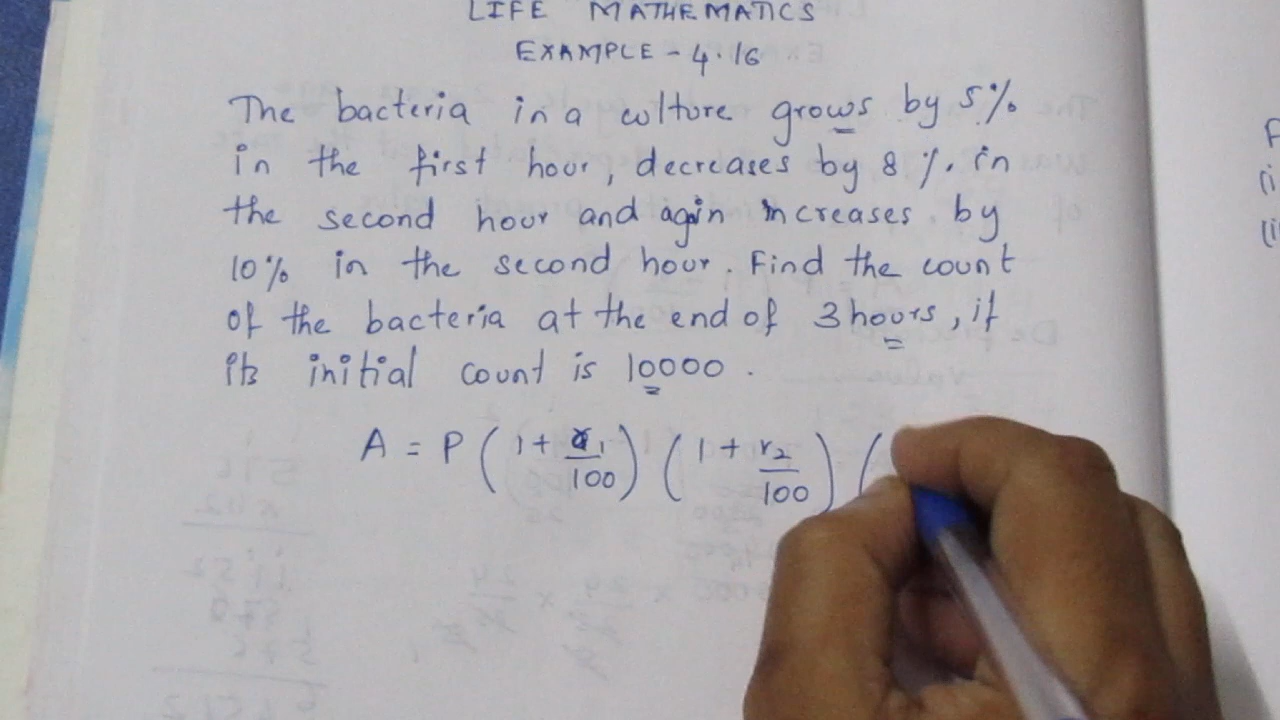 LIFE MATHEMATICS
EXAMPLE - 4.16
The bacteria in a culture grows by 5%
in the first hour, decreases by 8%. in
the second hour and again increases by
10% in the second hour. Find the count
of the bacteria at the end of 3 hours, if
its initial count is 10000.
A = P (1 + r1/100) (1 + r2/100) (